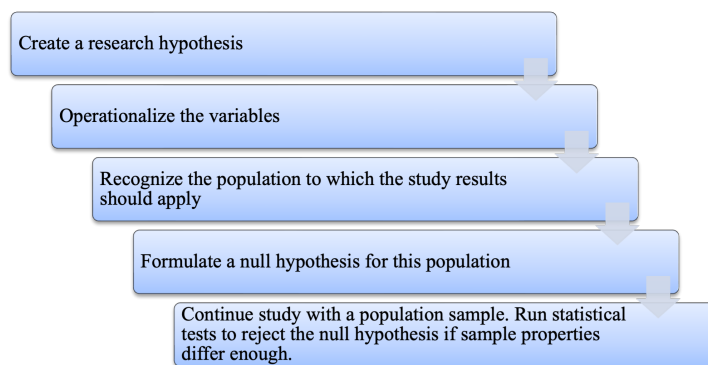 Create a research hypothesis
Operationalize the variables
Recognize the population to which the study results
should apply
Formulate a null hypothesis for this population
Continue study with a population sample. Run statistical
tests to reject the null hypothesis if sample properties
differ enough.